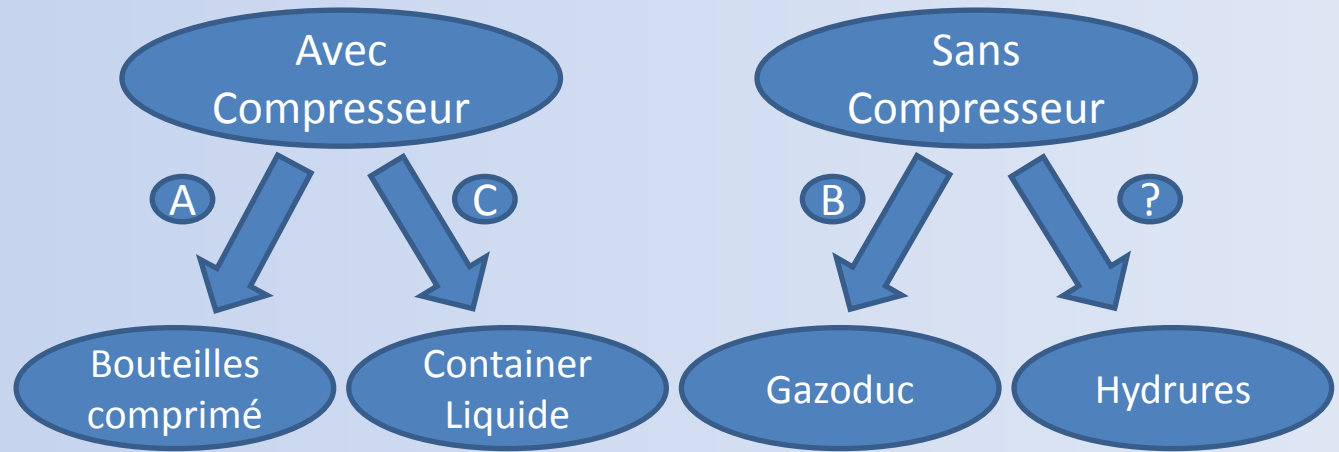 Avec
Compresseur
Sans
Compresseur
A
C
B
?
Bouteilles
comprimé
Container
Liquide
Gazoduc
Hydrures